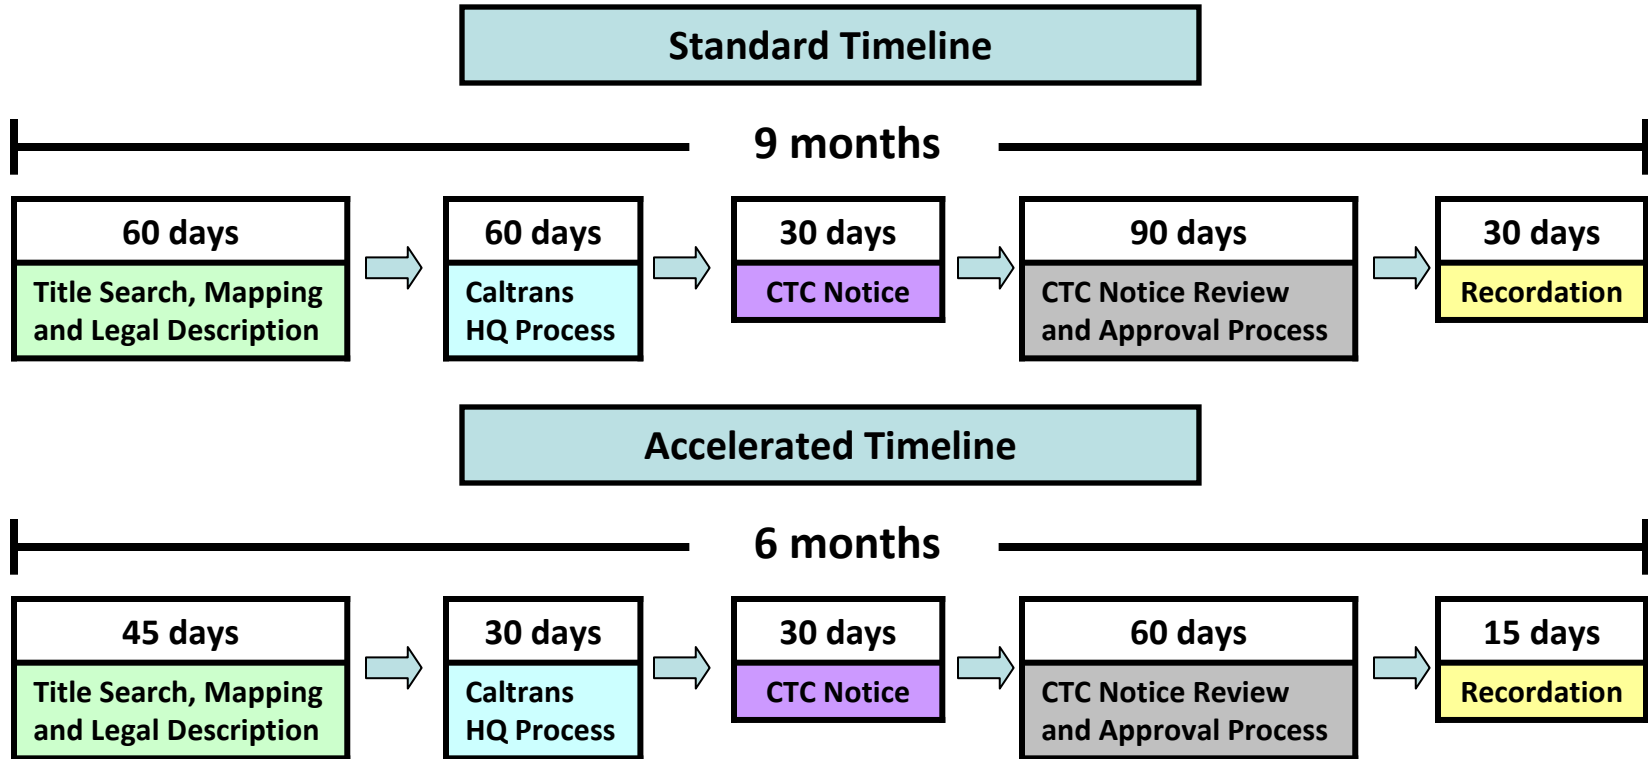 Standard Timeline
9 months
60 days
60 days
30 days
90 days
30 days
Title Search, Mapping
and Legal Description
Caltrans
HQ Process
CTC Notice
CTC Notice Review
and Approval Process
Recordation
Accelerated Timeline
6 months
45 days
30 days
30 days
60 days
15 days
Title Search, Mapping
and Legal Description
Caltrans
HQ Process
CTC Notice
CTC Notice Review
and Approval Process
Recordation